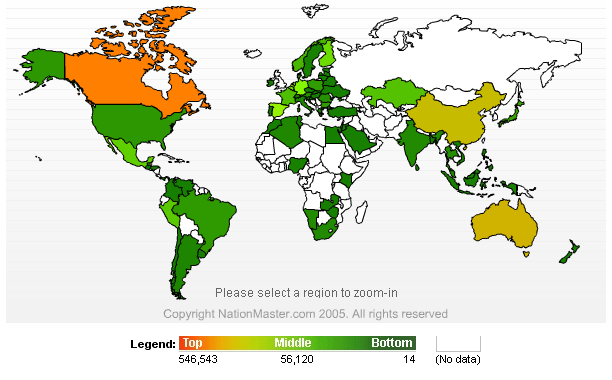 Please select a region to zoom-in
Copyright NationMaster.com 2005. All rights reserved
Legend: Top Middle Bottom
546,543 56,120 14 (No data)